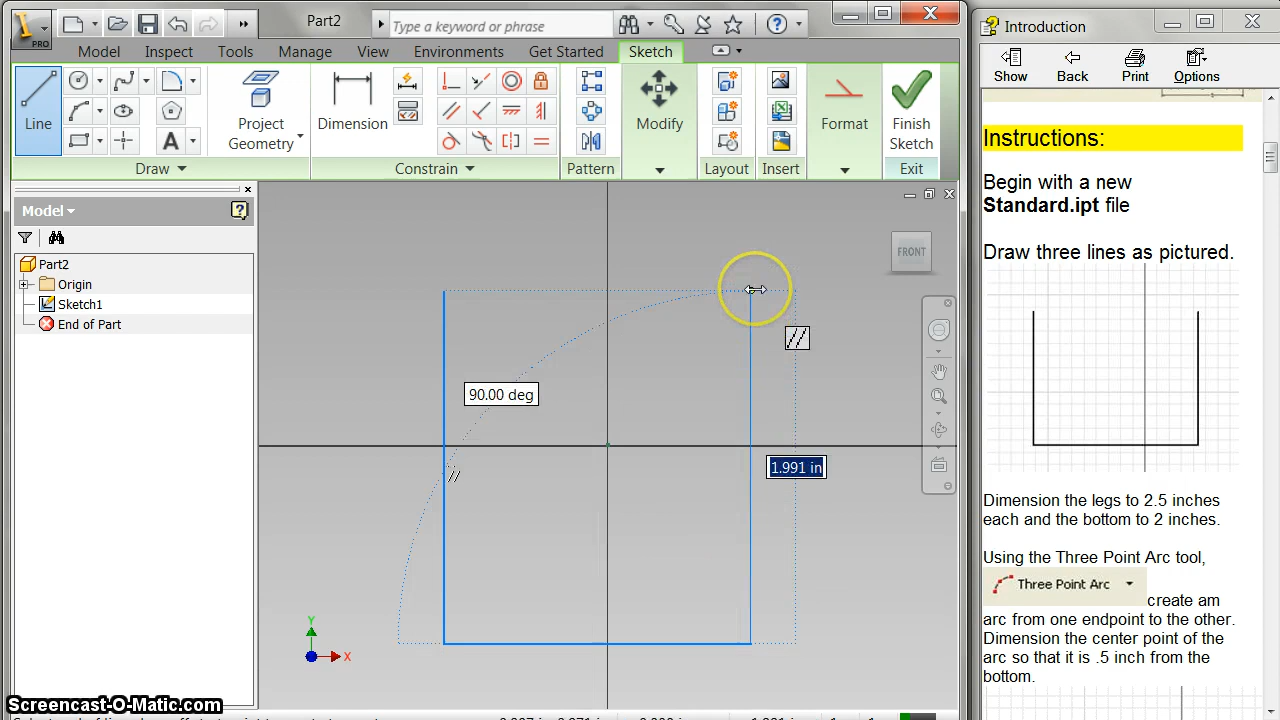 PRO
Part2
Type a keyword or phrase
Model
Inspect
Tools
Manage
View
Environments
Get Started
Sketch
Line
Project
Geometry
Dimension
Modify
Format
Finish
Sketch
Draw
Constrain
Pattern
Layout
Insert
Exit
Model
Part2
Origin
Sketch1
End of Part
FRONT
90.00 deg
1.991 in
Y
X
Screencast-O-Matic.com
Introduction
Show
Back
Print
Options
Instructions:
Begin with a new
Standard.ipt file
Draw three lines as pictured.
Dimension the legs to 2.5 inches
each and the bottom to 2 inches.
Using the Three Point Arc tool,
Three Point Arc
create am
arc from one endpoint to the other.
Dimension the center point of the
arc so that it is .5 inch from the
bottom.